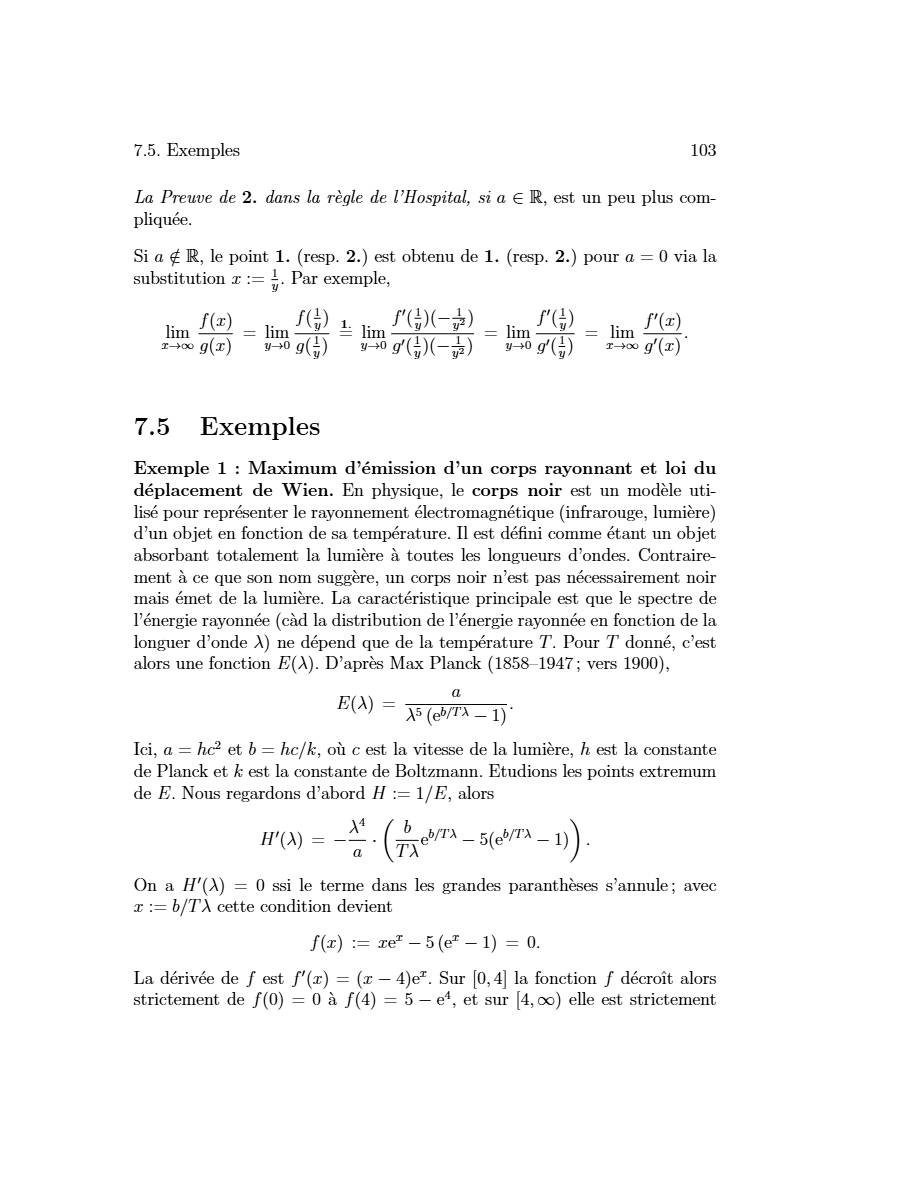 7.5. Exemples 103
La Preuve de 2. dans la règle de l'Hospital, si a ∈ ℝ, est un peu plus com-
pliquée.
Si a ∉ ℝ, le point 1. (resp. 2.) est obtenu de 1. (resp. 2.) pour a = 0 via la
substitution x := 1/y. Par exemple,
lim_{x→∞} f(x)/g(x) = lim_{y→0} f(1/y)/g(1/y) =^{1.} lim_{y→0} f′(1/y)(−1/y²)/g′(1/y)(−1/y²) = lim_{y→0} f′(1/y)/g′(1/y) = lim_{x→∞} f′(x)/g′(x).
7.5 Exemples
Exemple 1 : Maximum d'émission d'un corps rayonnant et loi du
déplacement de Wien. En physique, le corps noir est un modèle uti-
lisé pour représenter le rayonnement électromagnétique (infrarouge, lumière)
d'un objet en fonction de sa température. Il est défini comme étant un objet
absorbant totalement la lumière à toutes les longueurs d'ondes. Contraire-
ment à ce que son nom suggère, un corps noir n'est pas nécessairement noir
mais émet de la lumière. La caractéristique principale est que le spectre de
l'énergie rayonnée (càd la distribution de l'énergie rayonnée en fonction de la
longuer d'onde λ) ne dépend que de la température T. Pour T donné, c'est
alors une fonction E(λ). D'après Max Planck (1858–1947 ; vers 1900),
E(λ) = a/(λ⁵ (e^{b/Tλ} − 1)).
Ici, a = hc² et b = hc/k, où c est la vitesse de la lumière, h est la constante
de Planck et k est la constante de Boltzmann. Etudions les points extremum
de E. Nous regardons d'abord H := 1/E, alors
H′(λ) = −λ⁴/a · (b/Tλ e^{b/Tλ} − 5(e^{b/Tλ} − 1)).
On a H′(λ) = 0 ssi le terme dans les grandes paranthèses s'annule ; avec
x := b/Tλ cette condition devient
f(x) := xe^x − 5 (e^x − 1) = 0.
La dérivée de f est f′(x) = (x − 4)e^x. Sur [0, 4] la fonction f décroît alors
strictement de f(0) = 0 à f(4) = 5 − e⁴, et sur [4, ∞) elle est strictement